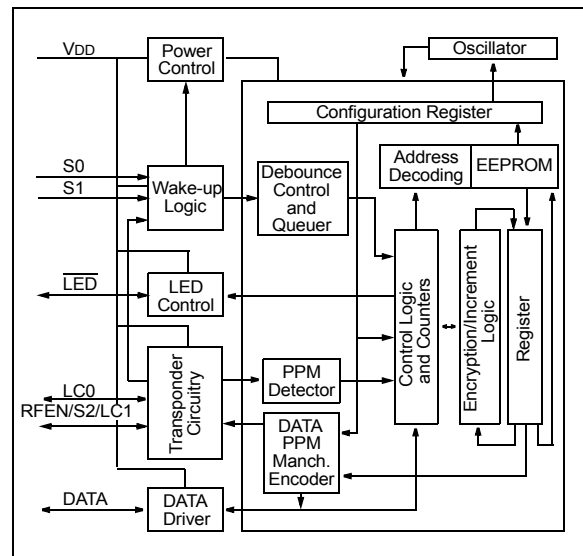 VDD
Power
Control
Oscillator
Configuration Register
S0
S1
Wake-up
Logic
Debounce
Control
and
Queuer
Address
Decoding
EEPROM
LED
LED
Control
Control Logic
and Counters
Encryption/Increment
Logic
Register
LC0
RFEN/S2/LC1
Transponder
Circuitry
PPM
Detector
DATA
PPM
Manch.
Encoder
DATA
DATA
Driver